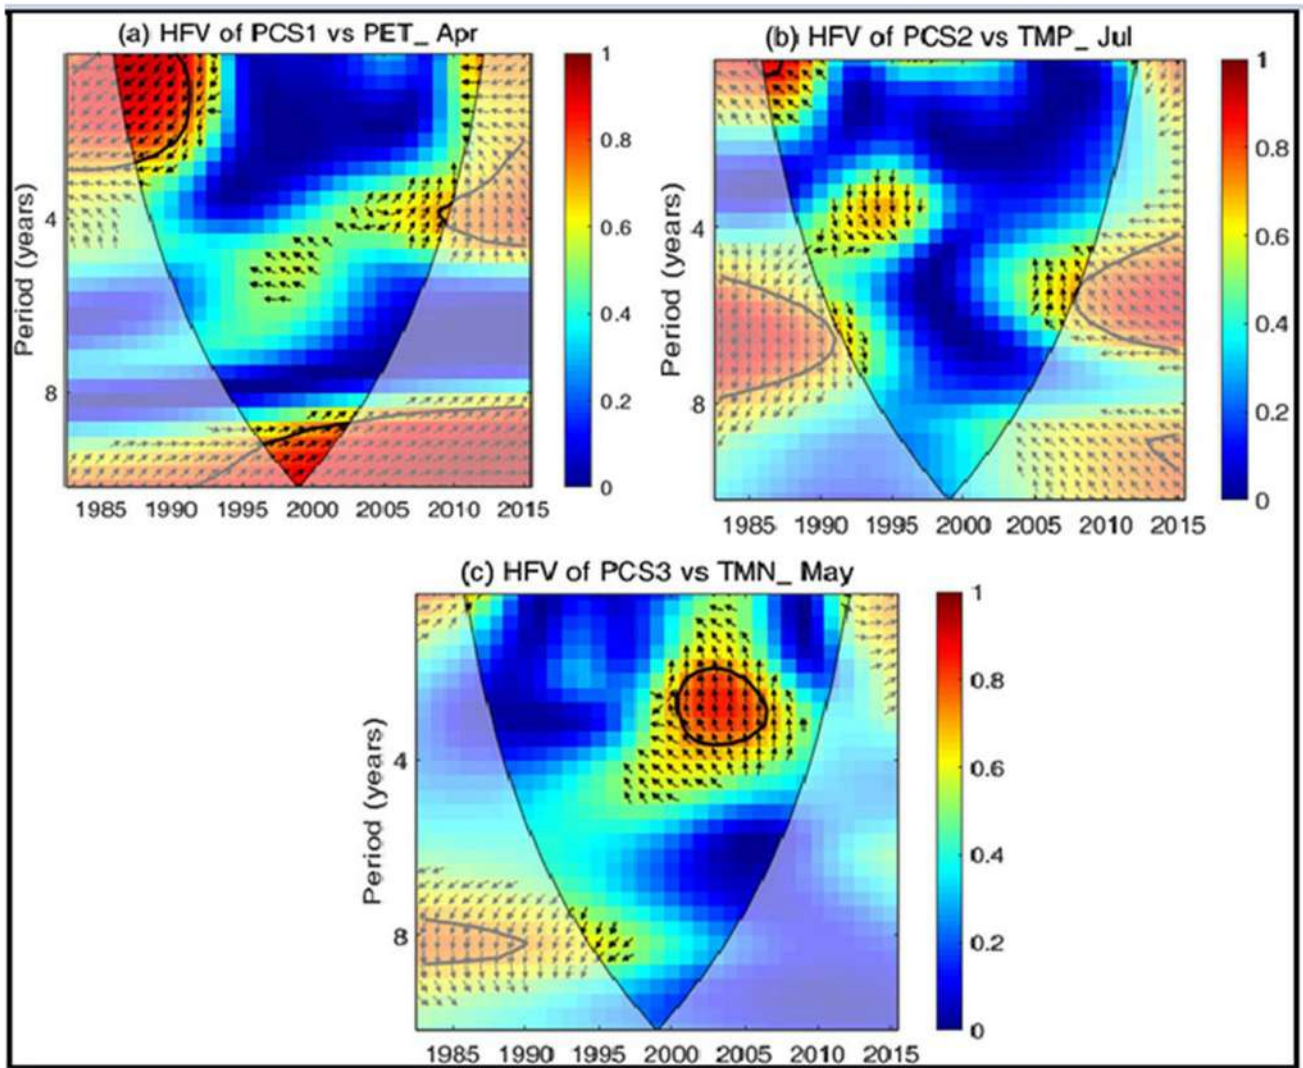 (a) HFV of PCS1 vs PET_ Apr
Period (years)
4
8
1985 1990 1995 2000 2005 2010 2015
1
0.8
0.6
0.4
0.2
0
(b) HFV of PCS2 vs TMP_ Jul
Period (years)
4
8
1985 1990 1995 2000 2005 2010 2015
1
0.8
0.6
0.4
0.2
0
(c) HFV of PCS3 vs TMN_ May
Period (years)
4
8
1985 1990 1995 2000 2005 2010 2015
1
0.8
0.6
0.4
0.2
0